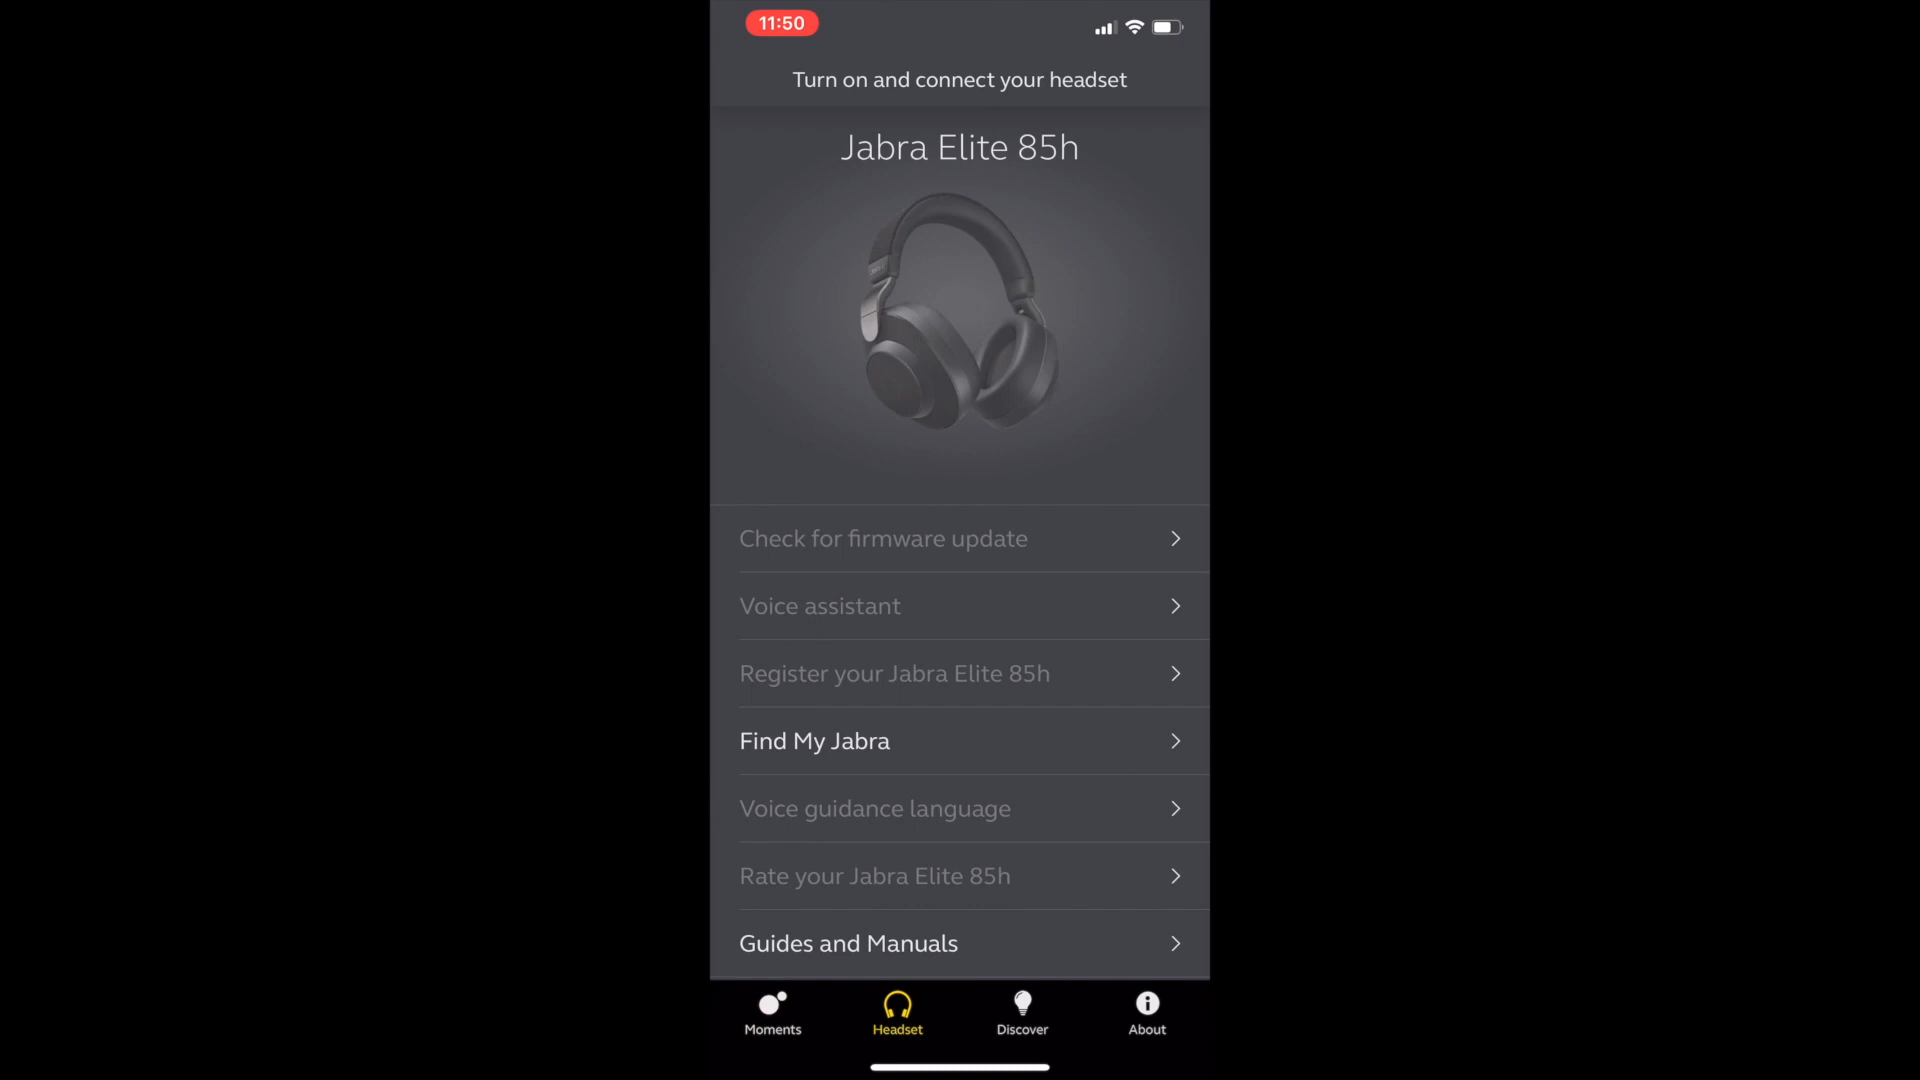 11:50
Turn on and connect your headset
Jabra Elite 85h
Check for firmware update
Voice assistant
Register your Jabra Elite 85h
Find My Jabra
Voice guidance language
Rate your Jabra Elite 85h
Guides and Manuals
Moments
Headset
Discover
About